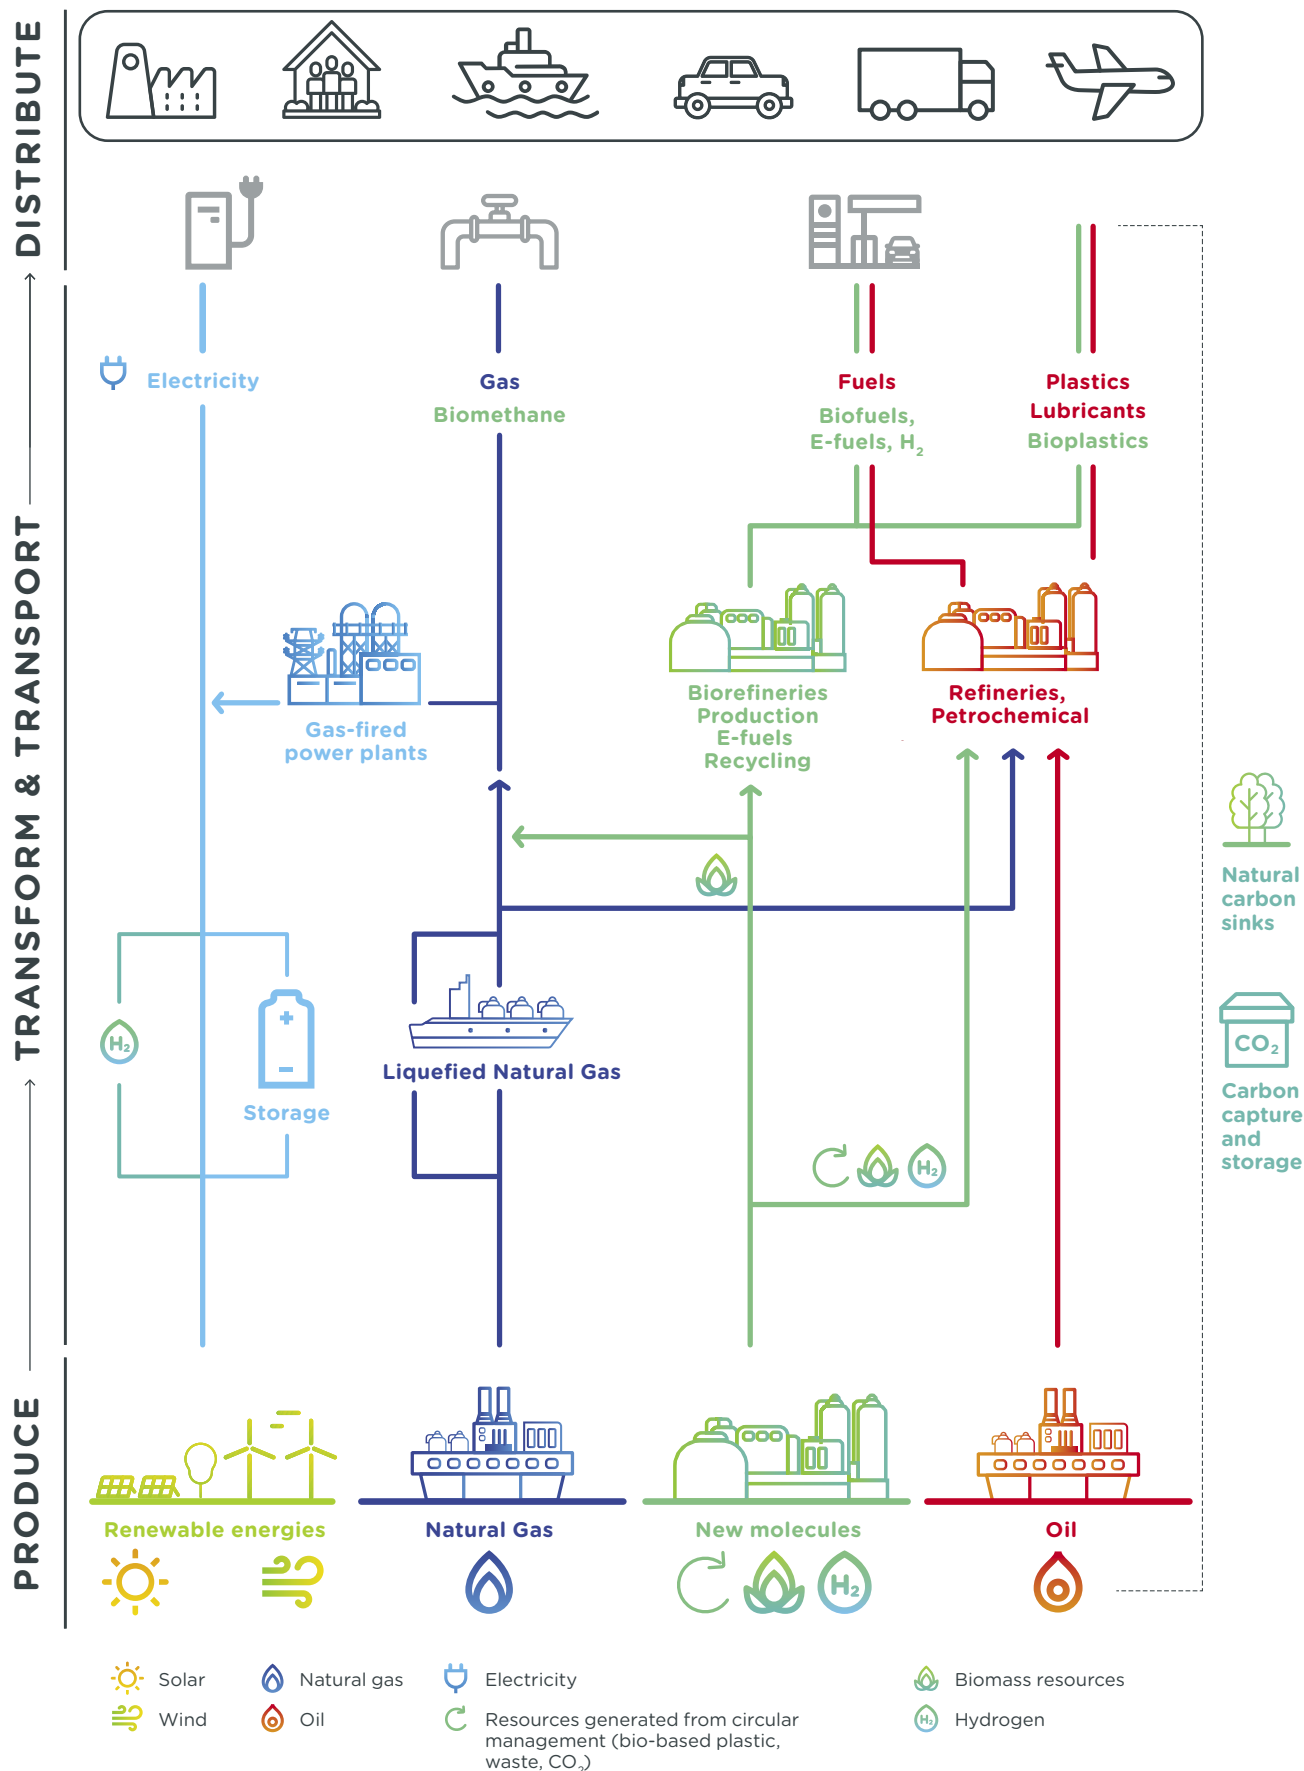 DISTRIBUTE
TRANSFORM & TRANSPORT
PRODUCE
Electricity
Gas
Biomethane
Fuels
Biofuels,
E-fuels, H₂
Plastics
Lubricants
Bioplastics
Gas-fired
power plants
Biorefineries
Production
E-fuels
Recycling
Refineries,
Petrochemical
Natural
carbon
sinks
H₂
Storage
Liquefied Natural Gas
CO₂
Carbon
capture
and
storage
H₂
Renewable energies
Natural Gas
New molecules
Oil
H₂
Solar
Natural gas
Electricity
Biomass resources
Wind
Oil
Resources generated from circular
management (bio-based plastic,
waste, CO₂)
H₂
Hydrogen